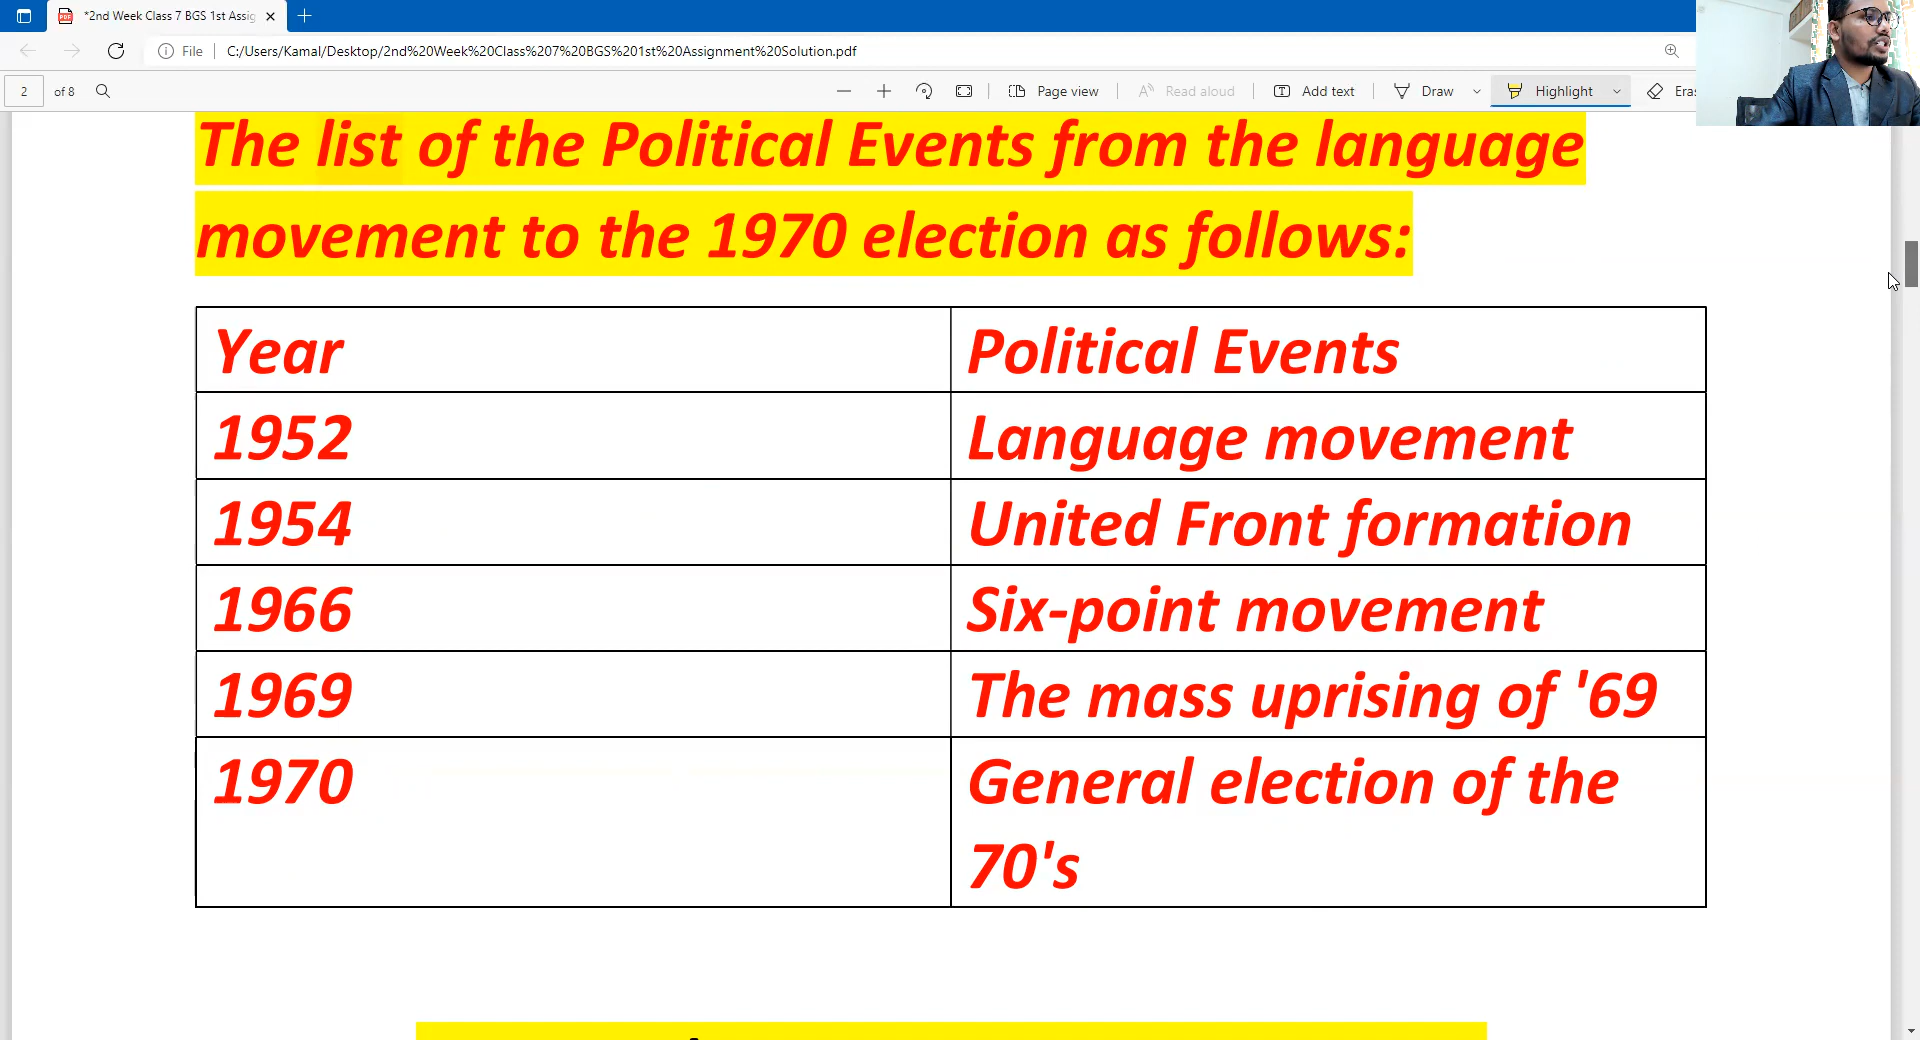 *2nd Week Class 7 BGS 1st Assig
File
C:/Users/Kamal/Desktop/2nd%20Week%20Class%207%20BGS%201st%20Assignment%20Solution.pdf
2 of 8
Page view
Read aloud
Add text
Draw
Highlight
Eras
The list of the Political Events from the language
movement to the 1970 election as follows:
Year Political Events
1952 Language movement
1954 United Front formation
1966 Six-point movement
1969 The mass uprising of '69
1970 General election of the
70's